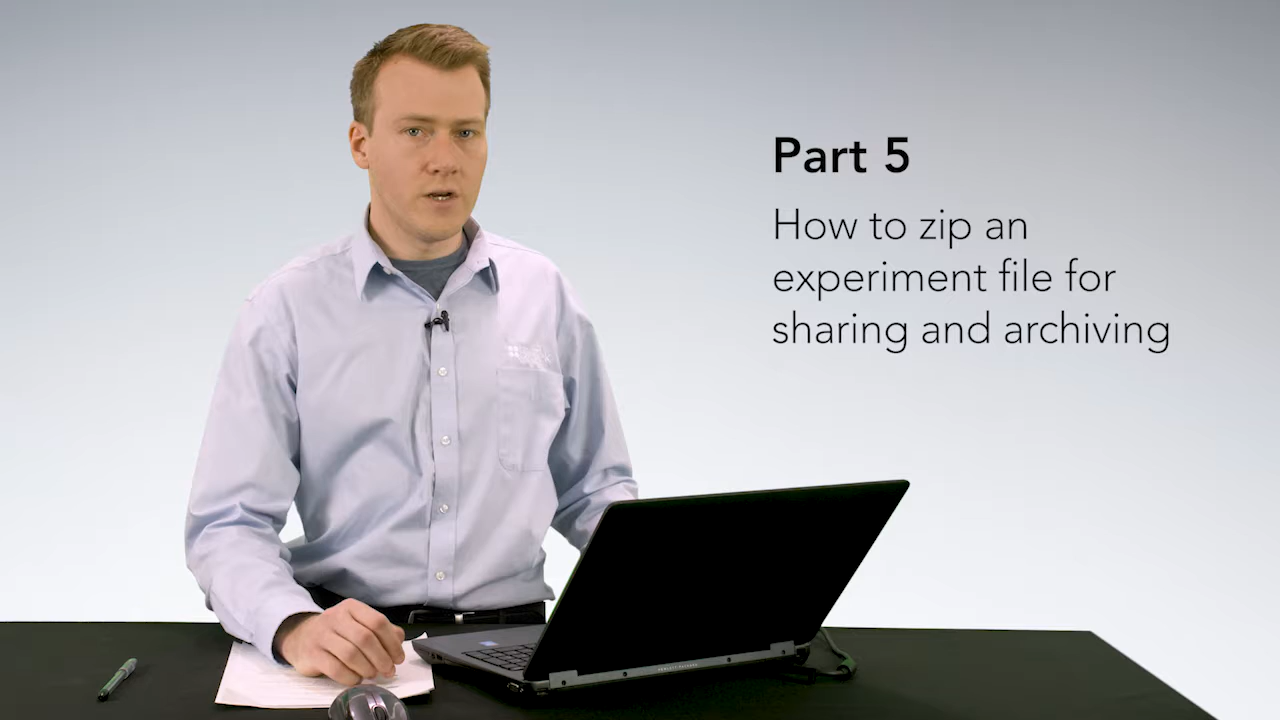 Part 5
How to zip an
experiment file for
sharing and archiving